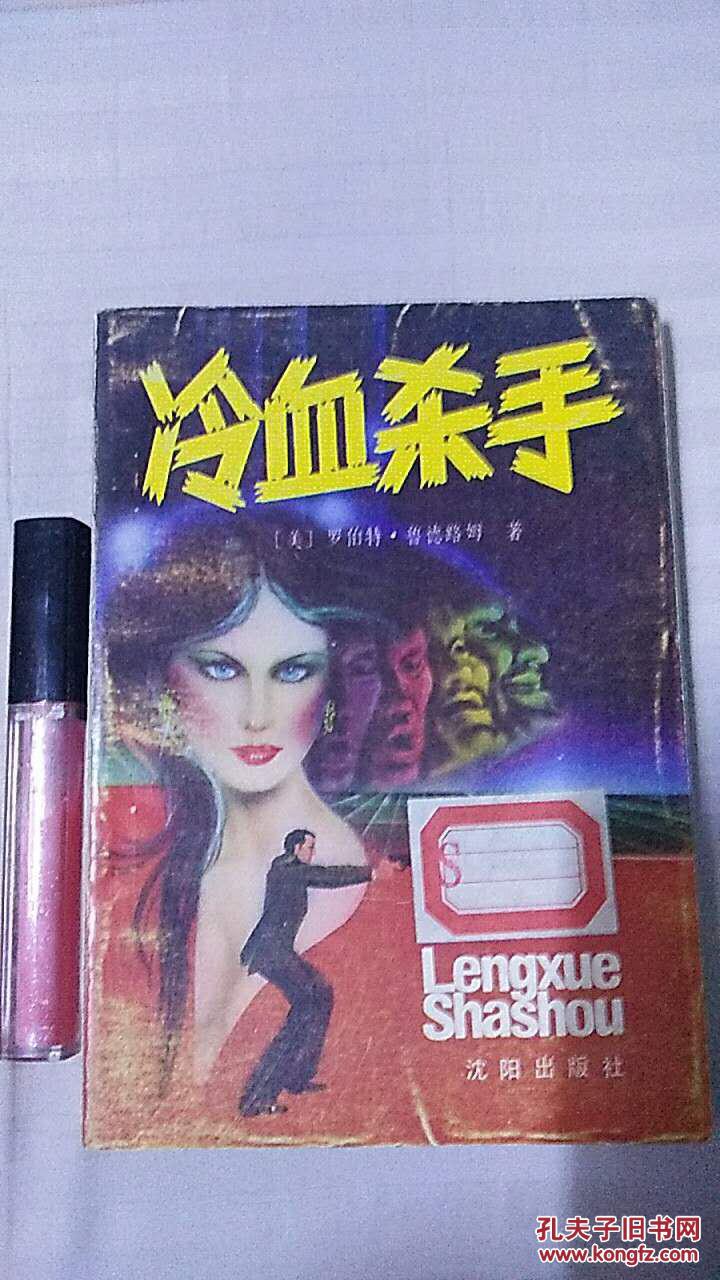 冷血杀手
[美] 罗伯特·鲁德路姆 著
S
Lengxue
Shashou
沈阳出版社
孔夫子旧书网
www.kongfz.com